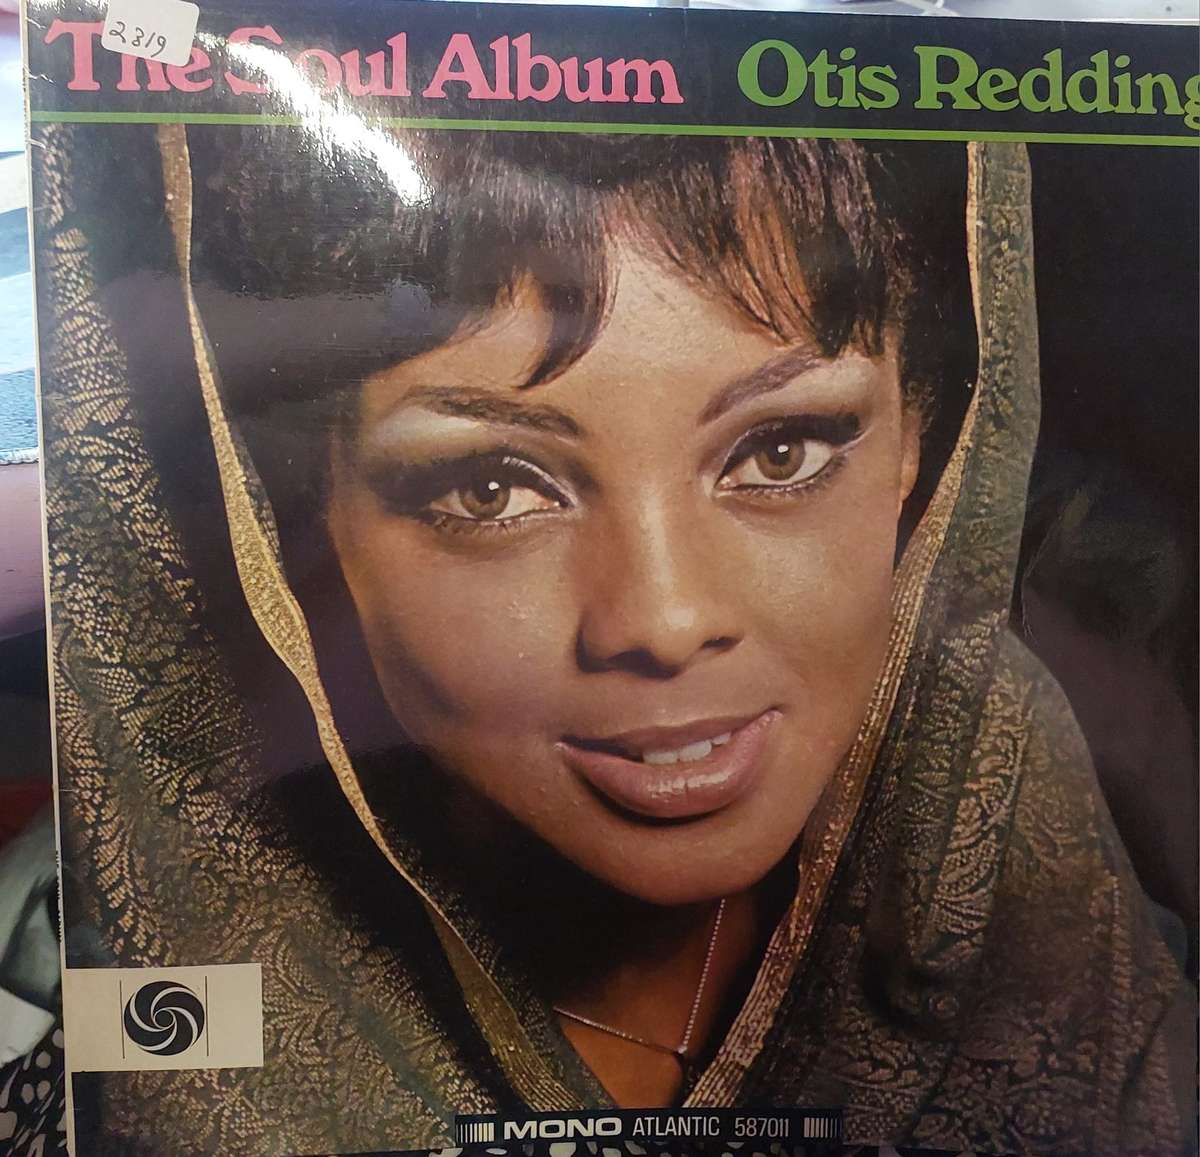 2319
The Soul Album Otis Redding
MONO ATLANTIC 587011